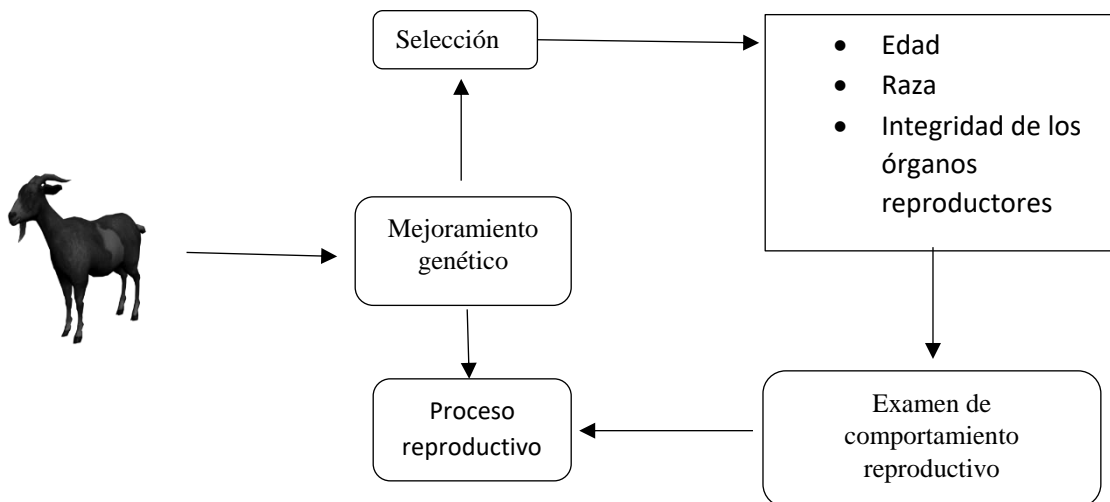 Selección
• Edad
• Raza
• Integridad de los
órganos
reproductores
Mejoramiento
genético
Proceso
reproductivo
Examen de
comportamiento
reproductivo